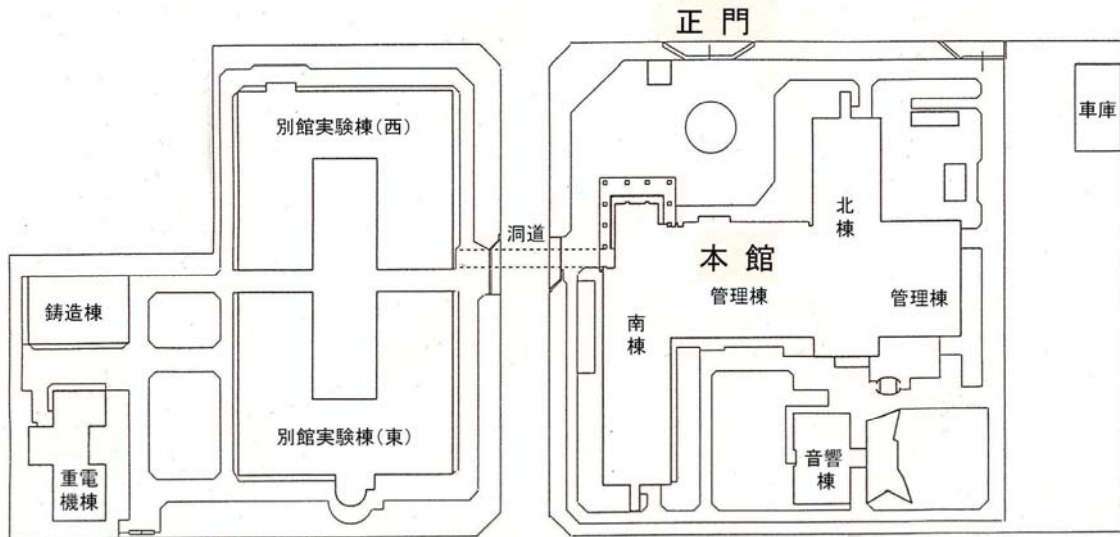 正門
別館実験棟(西)
車庫
北棟
洞道
本館
管理棟
管理棟
鋳造棟
南棟
別館実験棟(東)
音響棟
重電
機棟